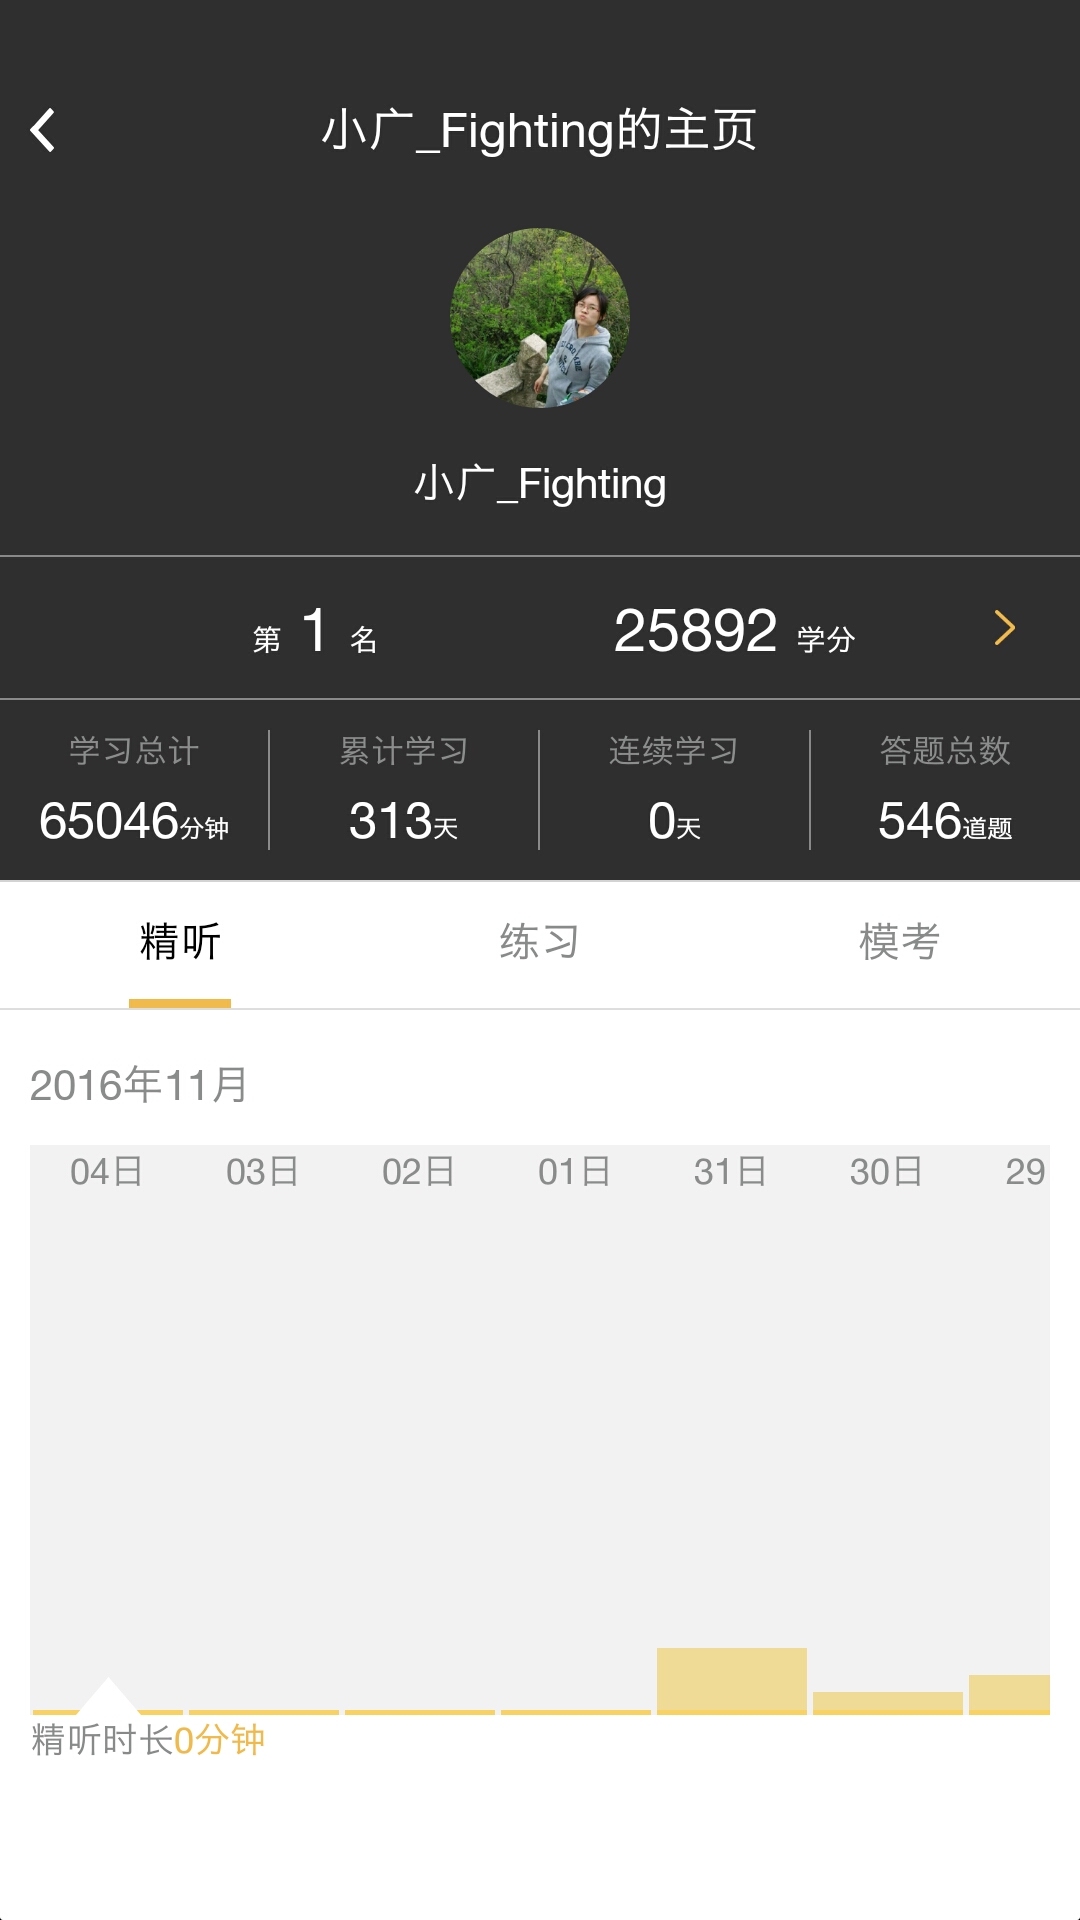 小广_Fighting的主页
小广_Fighting
第 1 名 25892 学分
学习总计 累计学习 连续学习 答题总数
65046分钟 313天 0天 546道题
精听 练习 模考
2016年11月
04日 03日 02日 01日 31日 30日 29
精听时长0分钟